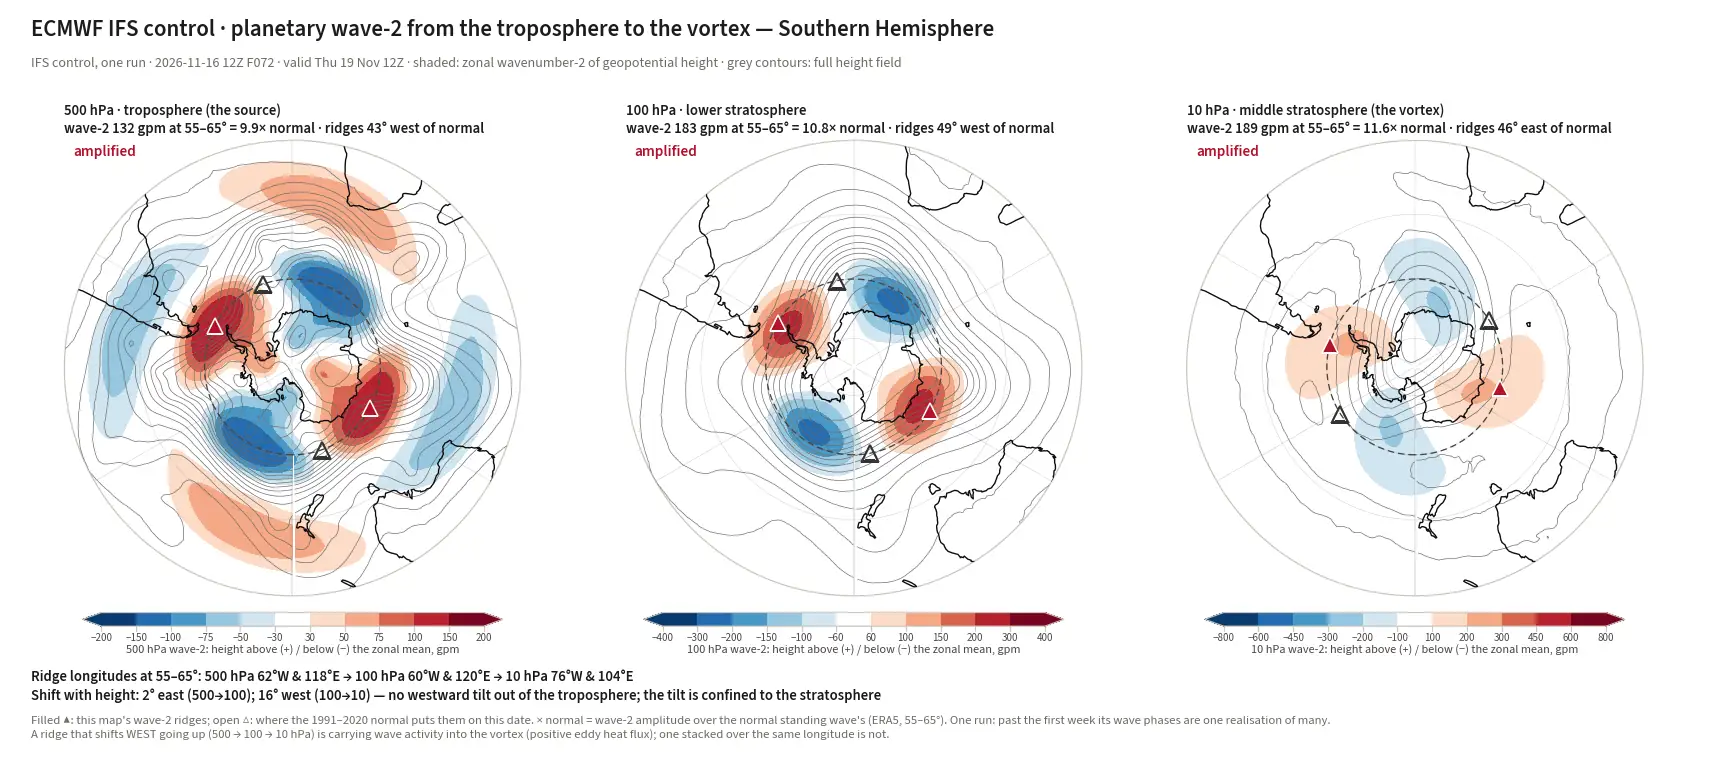 ECMWF IFS control · planetary wave-2 from the troposphere to the vortex — Southern Hemisphere
IFS control, one run · 2026-11-16 12Z F072 · valid Thu 19 Nov 12Z · shaded: zonal wavenumber-2 of geopotential height · grey contours: full height field
500 hPa · troposphere (the source)
wave-2 132 gpm at 55–65° = 9.9× normal · ridges 43° west of normal
amplified
100 hPa · lower stratosphere
wave-2 183 gpm at 55–65° = 10.8× normal · ridges 49° west of normal
amplified
10 hPa · middle stratosphere (the vortex)
wave-2 189 gpm at 55–65° = 11.6× normal · ridges 46° east of normal
amplified
−200 −150 −100 −75 −50 −30 30 50 75 100 150 200
500 hPa wave-2: height above (+) / below (−) the zonal mean, gpm
−400 −300 −200 −150 −100 −60 60 100 150 200 300 400
100 hPa wave-2: height above (+) / below (−) the zonal mean, gpm
−800 −600 −450 −300 −200 −100 100 200 300 450 600 800
10 hPa wave-2: height above (+) / below (−) the zonal mean, gpm
Ridge longitudes at 55–65°: 500 hPa 62°W & 118°E → 100 hPa 60°W & 120°E → 10 hPa 76°W & 104°E
Shift with height: 2° east (500→100); 16° west (100→10) — no westward tilt out of the troposphere; the tilt is confined to the stratosphere
Filled ▲: this map's wave-2 ridges; open △: where the 1991–2020 normal puts them on this date. × normal = wave-2 amplitude over the normal standing wave's (ERA5, 55–65°). One run: past the first week its wave phases are one realisation of many.
A ridge that shifts WEST going up (500 → 100 → 10 hPa) is carrying wave activity into the vortex (positive eddy heat flux); one stacked over the same longitude is not.